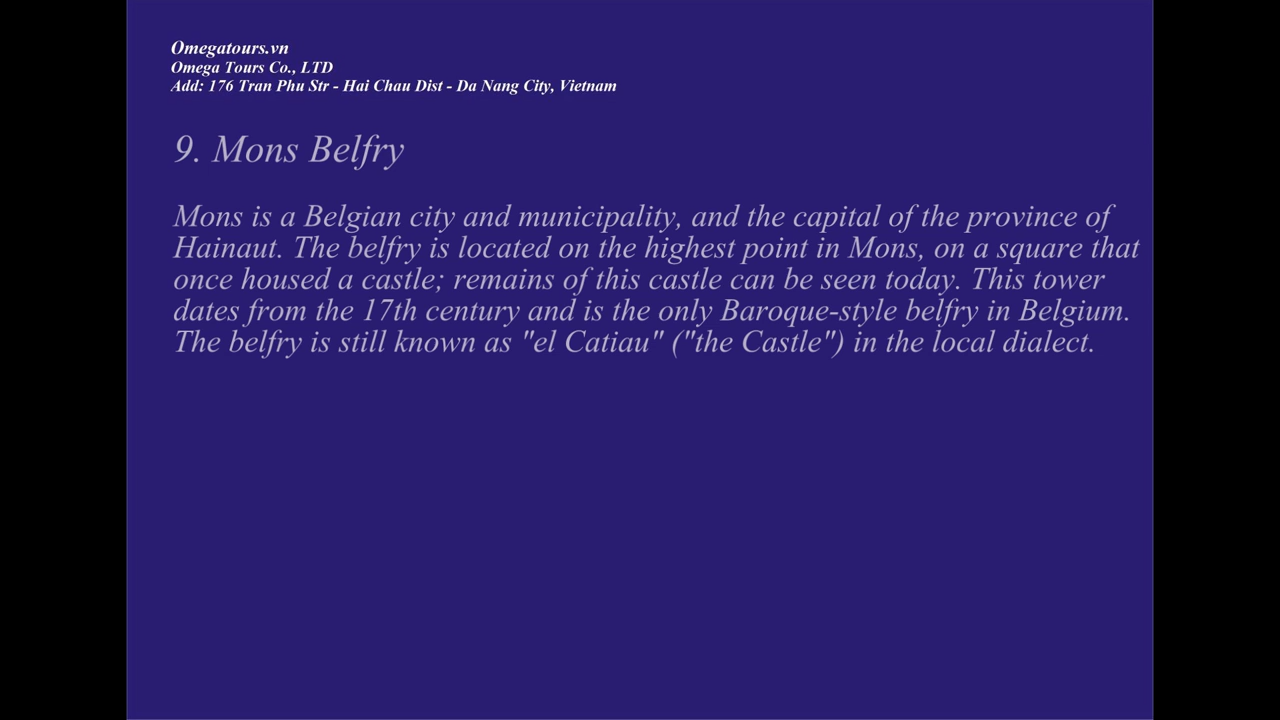 Omegatours.vn
Omega Tours Co., LTD
Add: 176 Tran Phu Str - Hai Chau Dist - Da Nang City, Vietnam
9. Mons Belfry
Mons is a Belgian city and municipality, and the capital of the province of
Hainaut. The belfry is located on the highest point in Mons, on a square that
once housed a castle; remains of this castle can be seen today. This tower
dates from the 17th century and is the only Baroque-style belfry in Belgium.
The belfry is still known as "el Catiau" ("the Castle") in the local dialect.